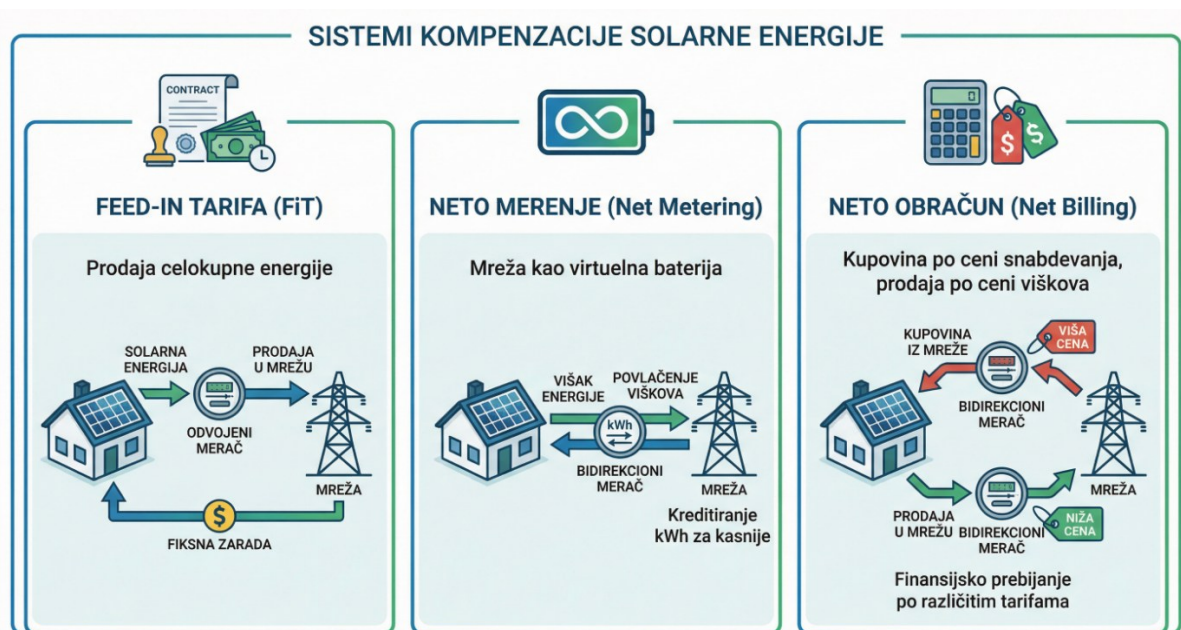 SISTEMI KOMPENZACIJE SOLARNE ENERGIJE
CONTRACT
FEED-IN TARIFA (FiT)
Prodaja celokupne energije
SOLARNA
ENERGIJA
PRODAJA
U MREŽU
ODVOJENI
MERAČ
MREŽA
$
FIKSNA ZARADA
NETO MERENJE (Net Metering)
Mreža kao virtuelna baterija
VIŠAK
ENERGIJE
POVLAČENJE
VIŠKOVA
kWh
BIDIREKCIONI
MERAČ
MREŽA
Kreditiranje
kWh za kasnije
0
$
$
NETO OBRAČUN (Net Billing)
Kupovina po ceni snabdevanja,
prodaja po ceni viškova
KUPOVINA
IZ MREŽE
VIŠA
CENA
BIDIREKCIONI
MERAČ
MREŽA
PRODAJA
U MREŽU
BIDIREKCIONI
MERAČ
NIŽA
CENA
Finansijsko prebijanje
po različitim tarifama